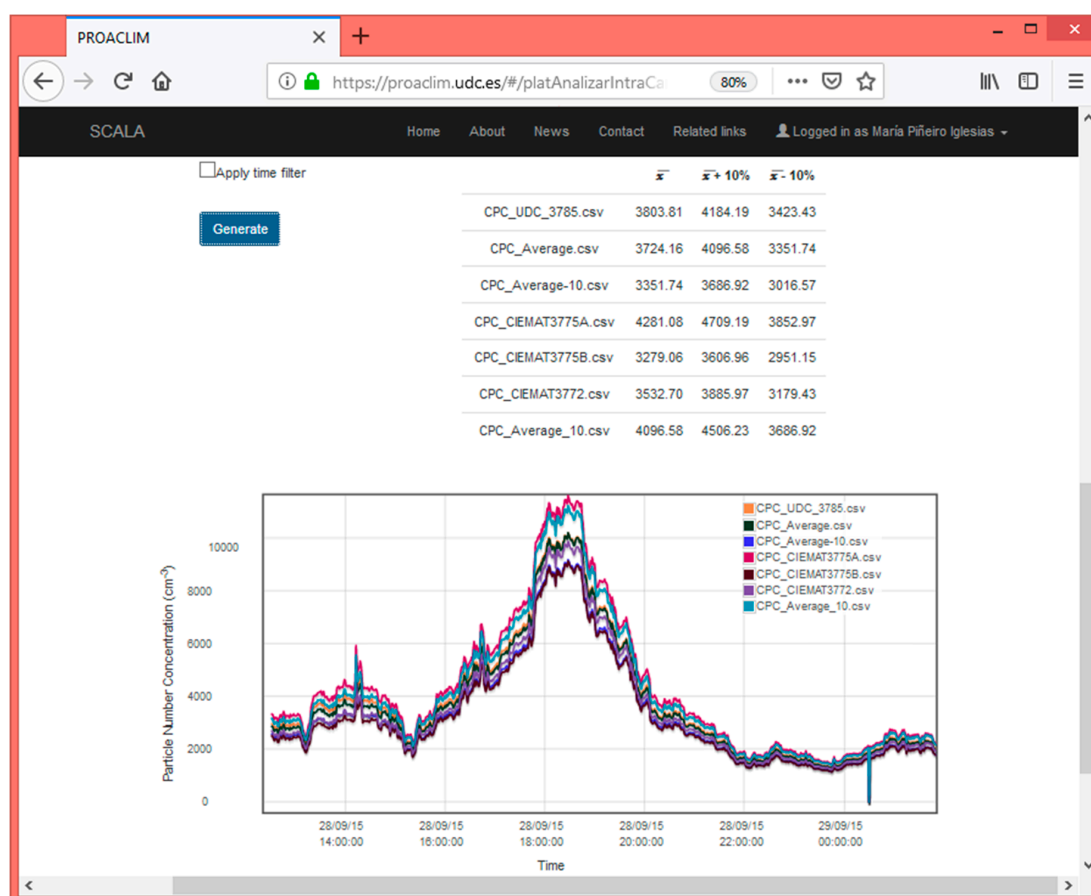 PROACLIM
https://proaclim.udc.es/#/platAnalizarIntraCa
80%
SCALA Home About News Contact Related links Logged in as María Piñeiro Iglesias
Apply time filter
Generate
x̄ x̄ + 10% x̄ - 10%
CPC_UDC_3785.csv 3803.81 4184.19 3423.43
CPC_Average.csv 3724.16 4096.58 3351.74
CPC_Average-10.csv 3351.74 3686.92 3016.57
CPC_CIEMAT3775A.csv 4281.08 4709.19 3852.97
CPC_CIEMAT3775B.csv 3279.06 3606.96 2951.15
CPC_CIEMAT3772.csv 3532.70 3885.97 3179.43
CPC_Average_10.csv 4096.58 4506.23 3686.92
CPC_UDC_3785.csv
CPC_Average.csv
CPC_Average-10.csv
CPC_CIEMAT3775A.csv
CPC_CIEMAT3775B.csv
CPC_CIEMAT3772.csv
CPC_Average_10.csv
Particle Number Concentration (cm⁻³)
10000
8000
6000
4000
2000
0
28/09/15 28/09/15 28/09/15 28/09/15 28/09/15 29/09/15
14:00:00 16:00:00 18:00:00 20:00:00 22:00:00 00:00:00
Time